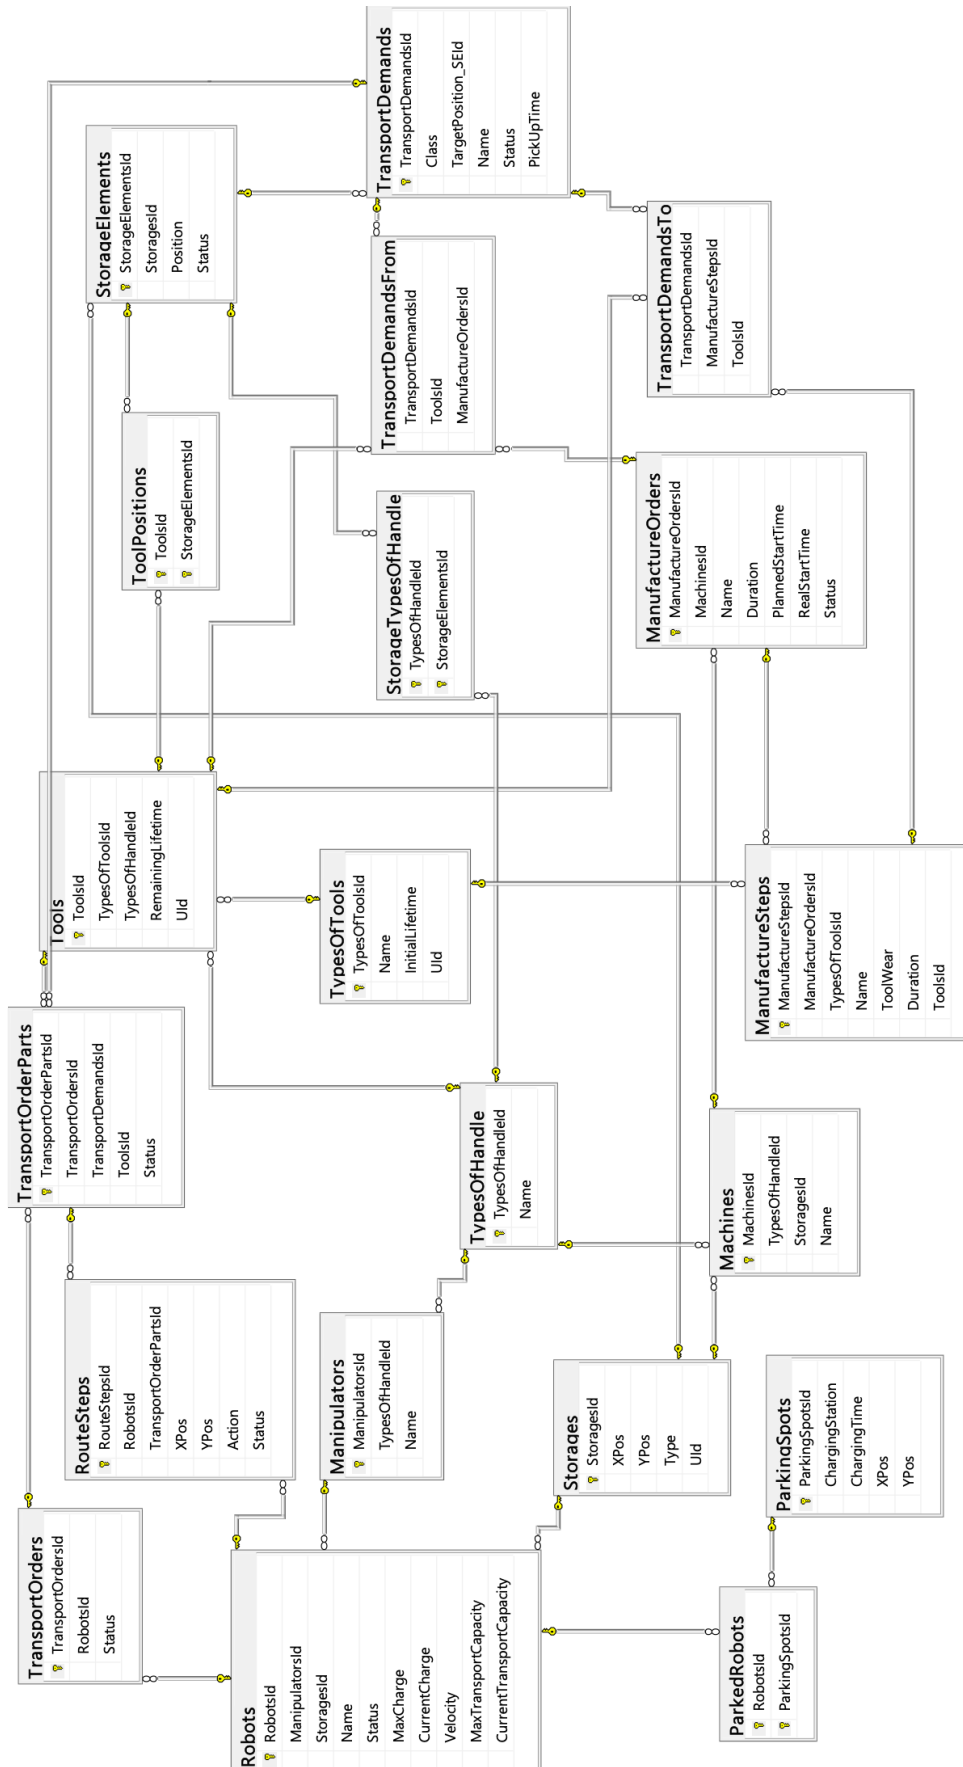 TransportOrders
TransportOrdersId
RobotsId
Status
RouteSteps
RouteStepsId
RobotsId
TransportOrderPartsId
XPos
YPos
Action
Status
TransportOrderParts
TransportOrderPartsId
TransportOrdersId
TransportDemandsId
ToolsId
Status
Tools
ToolsId
TypesOfToolsId
TypesOfHandleId
RemainingLifetime
UId
ToolPositions
ToolsId
StorageElementsId
StorageElements
StorageElementsId
StoragesId
Position
Status
Robots
RobotsId
ManipulatorsId
StoragesId
Name
Status
MaxCharge
CurrentCharge
Velocity
MaxTransportCapacity
CurrentTransportCapacity
Manipulators
ManipulatorsId
TypesOfHandleId
Name
TypesOfHandle
TypesOfHandleId
Name
TypesOfTools
TypesOfToolsId
Name
InitialLifetime
UId
StorageTypesOfHandle
TypesOfHandleId
StorageElementsId
TransportDemandsFrom
TransportDemandsId
ToolsId
ManufactureOrdersId
TransportDemands
TransportDemandsId
Class
TargetPosition_SEId
Name
Status
PickUpTime
Storages
StoragesId
XPos
YPos
Type
UId
Machines
MachinesId
TypesOfHandleId
StoragesId
Name
ManufactureSteps
ManufactureStepsId
ManufactureOrdersId
TypesOfToolsId
Name
ToolWear
Duration
ToolsId
ManufactureOrders
ManufactureOrdersId
MachinesId
Name
Duration
PlannedStartTime
RealStartTime
Status
TransportDemandsTo
TransportDemandsId
ManufactureStepsId
ToolsId
ParkedRobots
RobotsId
ParkingSpotsId
ParkingSpots
ParkingSpotsId
ChargingStation
ChargingTime
XPos
YPos